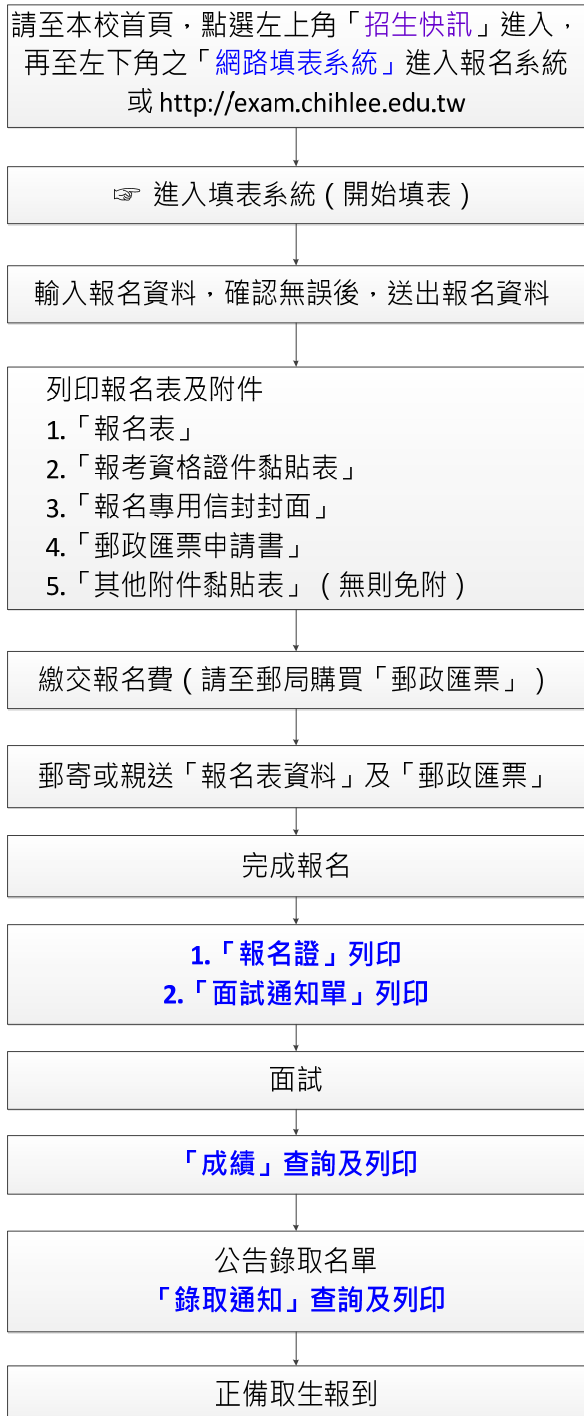 請至本校首頁，點選左上角「招生快訊」進入，
再至左下角之「網路填表系統」進入報名系統
或 http://exam.chihlee.edu.tw
☞ 進入填表系統（開始填表）
輸入報名資料，確認無誤後，送出報名資料
列印報名表及附件
1.「報名表」
2.「報考資格證件黏貼表」
3.「報名專用信封封面」
4.「郵政匯票申請書」
5.「其他附件黏貼表」（無則免附）
繳交報名費（請至郵局購買「郵政匯票」）
郵寄或親送「報名表資料」及「郵政匯票」
完成報名
1.「報名證」列印
2.「面試通知單」列印
面試
「成績」查詢及列印
公告錄取名單
「錄取通知」查詢及列印
正備取生報到